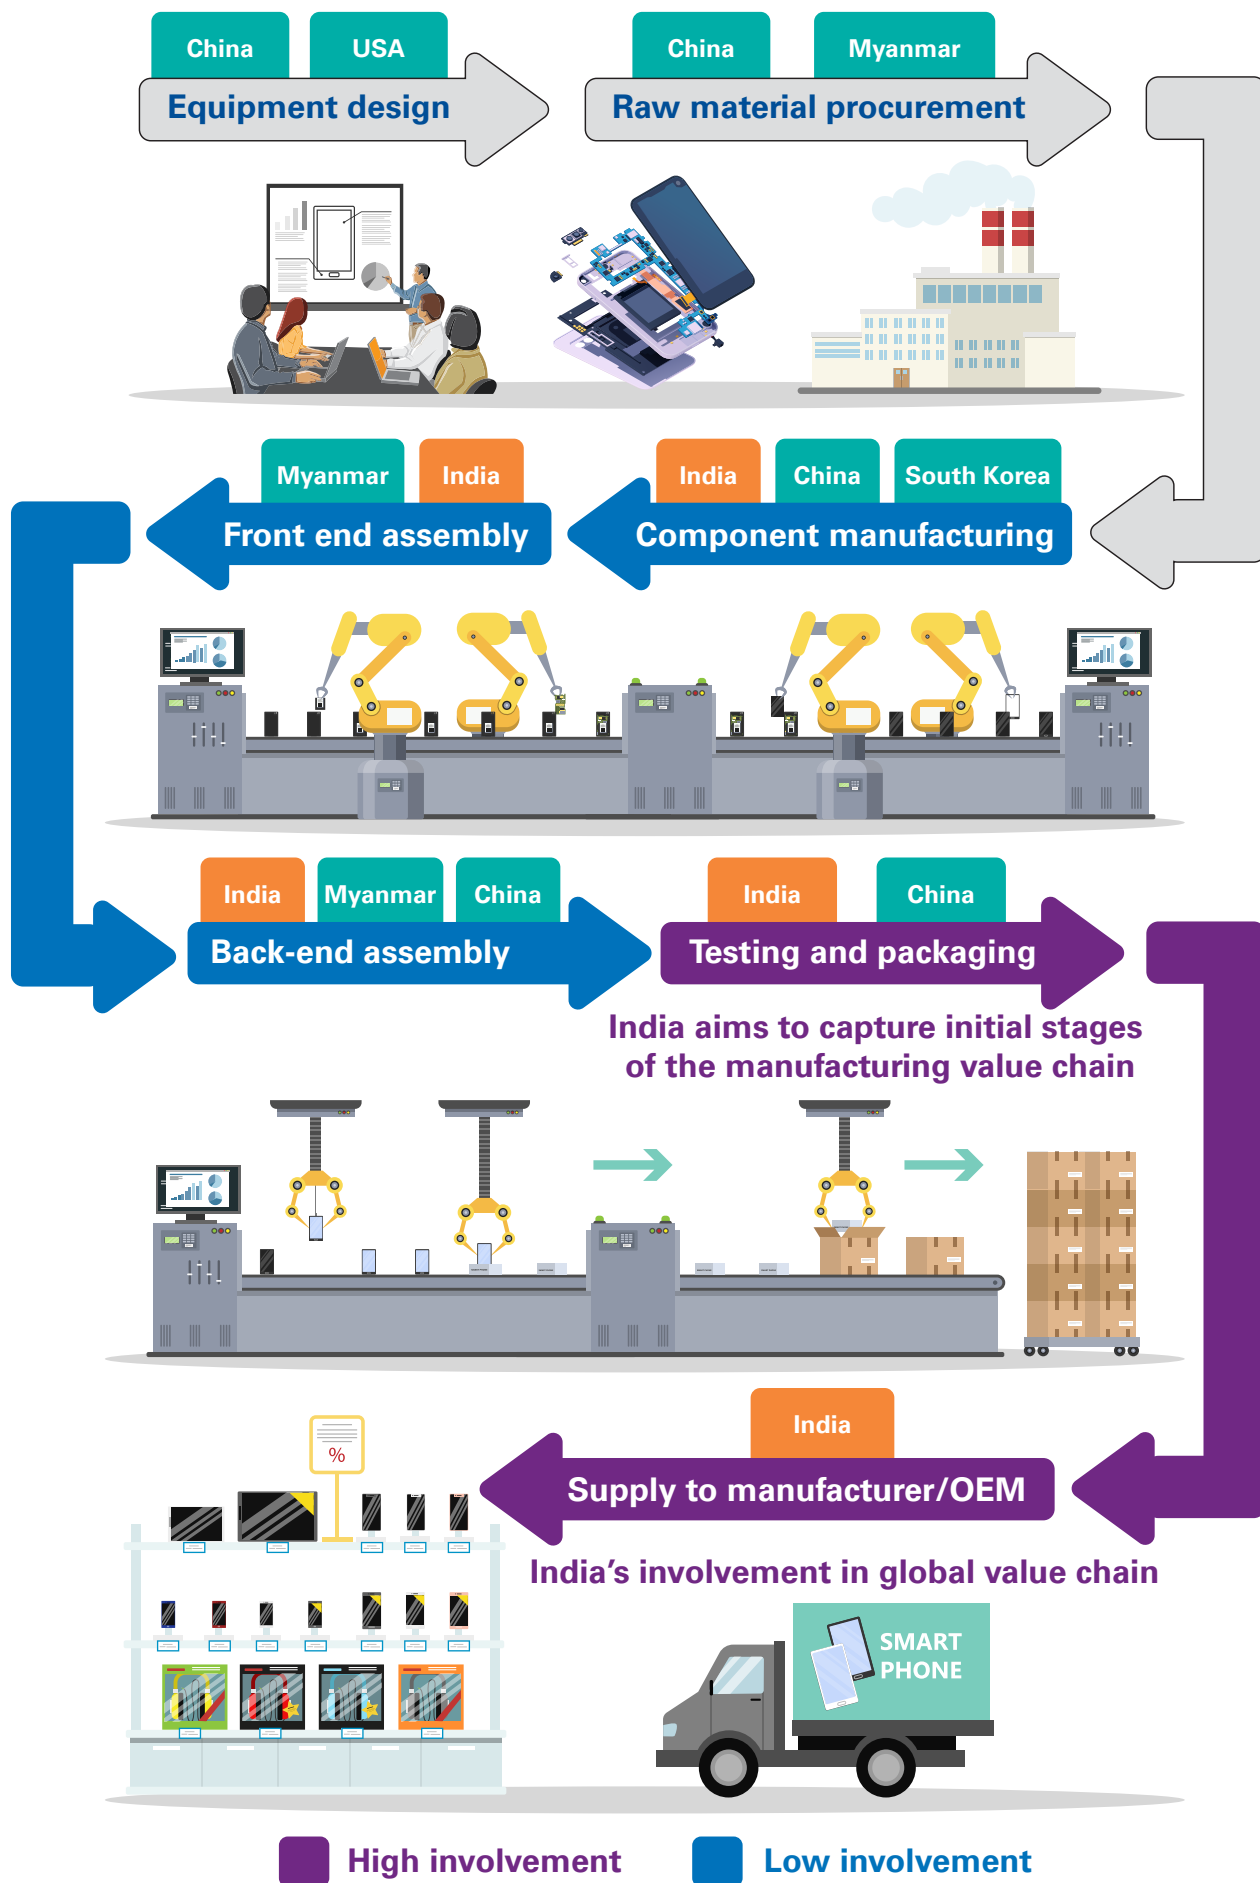 China
USA
Equipment design
China
Myanmar
Raw material procurement
Myanmar
India
Front end assembly
India
China
South Korea
Component manufacturing
India
Myanmar
China
Back-end assembly
India
China
Testing and packaging
India aims to capture initial stages
of the manufacturing value chain
India
Supply to manufacturer/OEM
%
India's involvement in global value chain
SMART
PHONE
High involvement
Low involvement